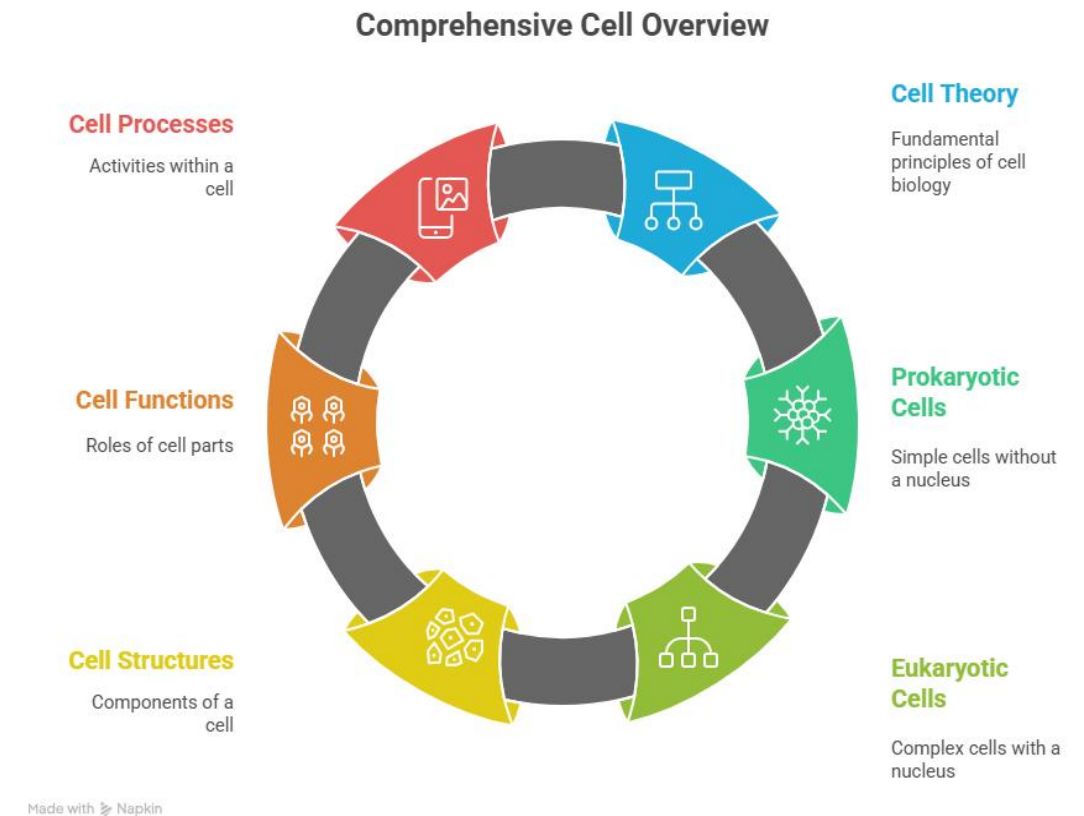 Comprehensive Cell Overview
Cell Theory
Fundamental
principles of cell
biology
Prokaryotic
Cells
Simple cells without
a nucleus
Eukaryotic
Cells
Complex cells with a
nucleus
Cell Structures
Components of a
cell
Cell Functions
Roles of cell parts
Cell Processes
Activities within a
cell
Made with Napkin